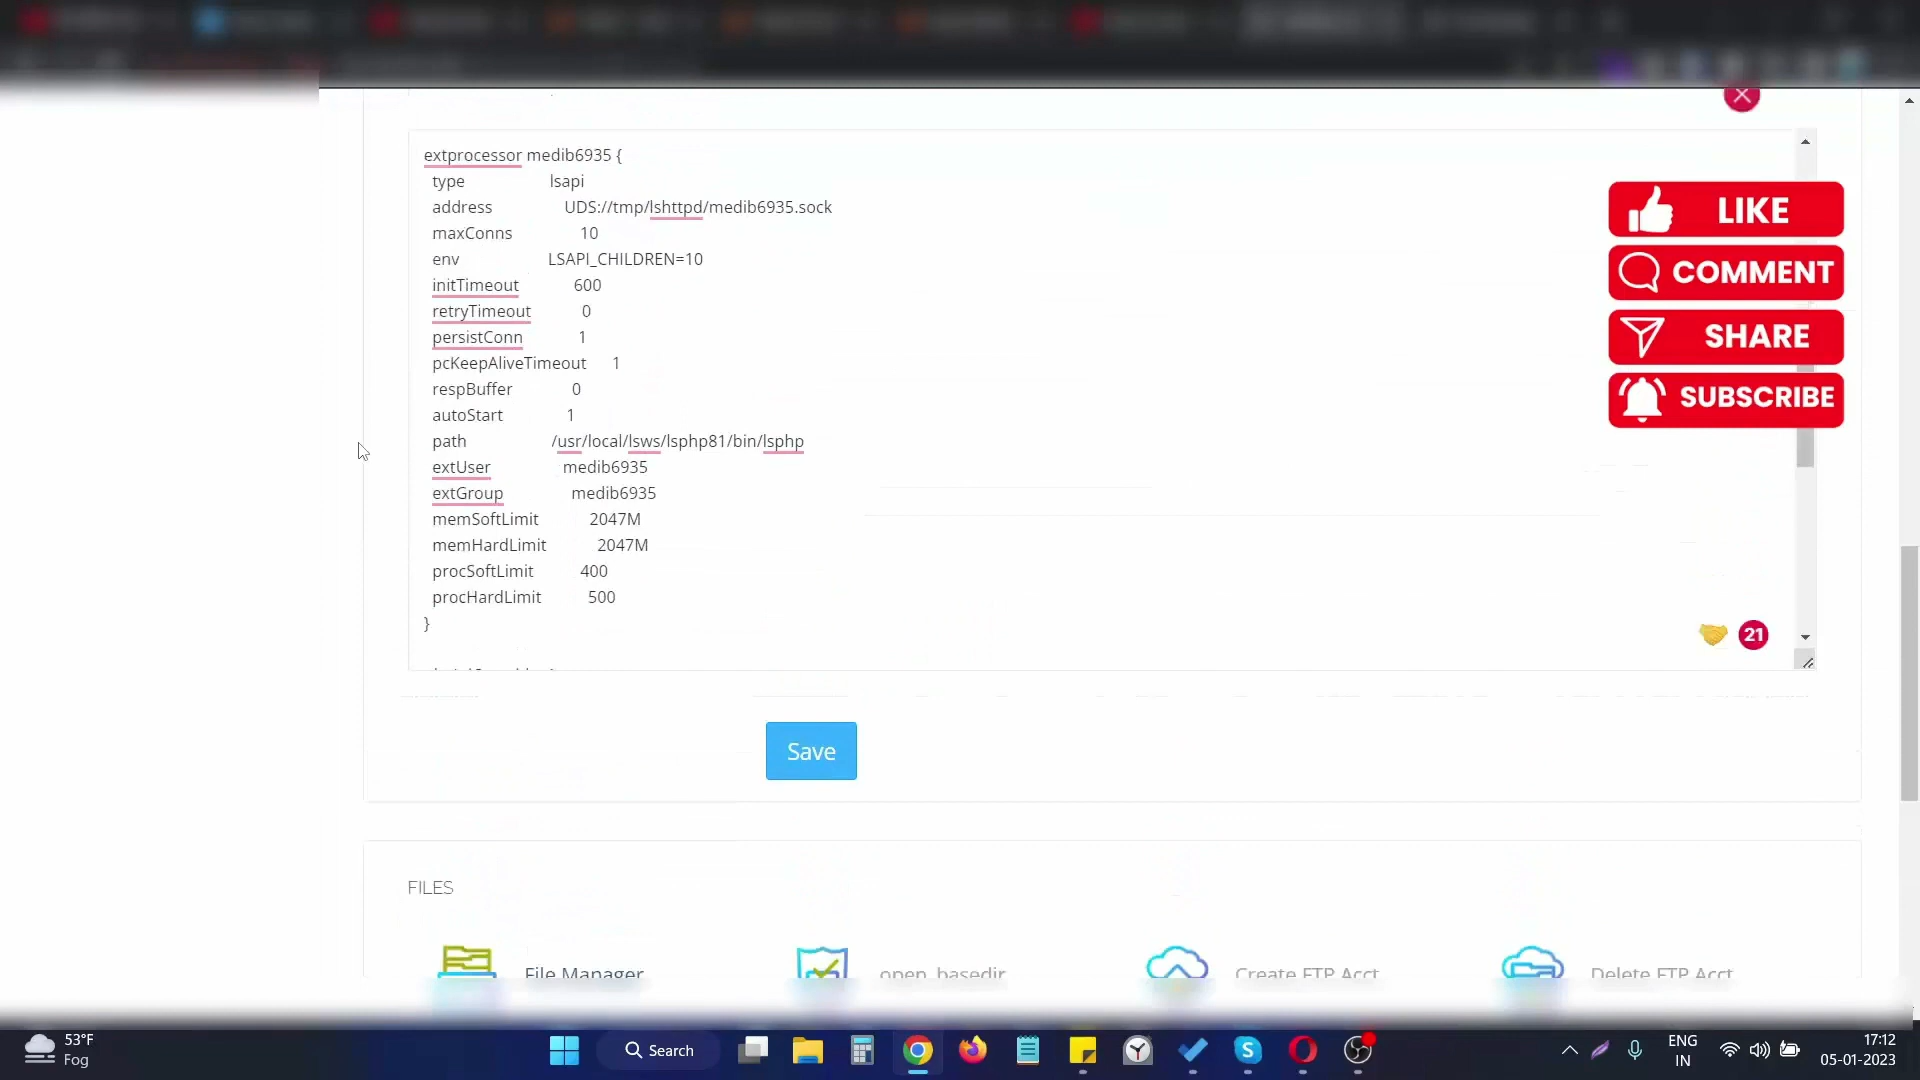 extprocessor medib6935 {
type lsapi
address UDS://tmp/lshttpd/medib6935.sock
maxConns 10
env LSAPI_CHILDREN=10
initTimeout 600
retryTimeout 0
persistConn 1
pcKeepAliveTimeout 1
respBuffer 0
autoStart 1
path /usr/local/lsws/lsphp81/bin/lsphp
extUser medib6935
extGroup medib6935
memSoftLimit 2047M
memHardLimit 2047M
procSoftLimit 400
procHardLimit 500
}
LIKE
COMMENT
SHARE
SUBSCRIBE
21
Save
FILES
File Manager
open_basedir
Create FTP Acct
Delete FTP Acct
53°F
Fog
Search
ENG
IN
17:12
05-01-2023